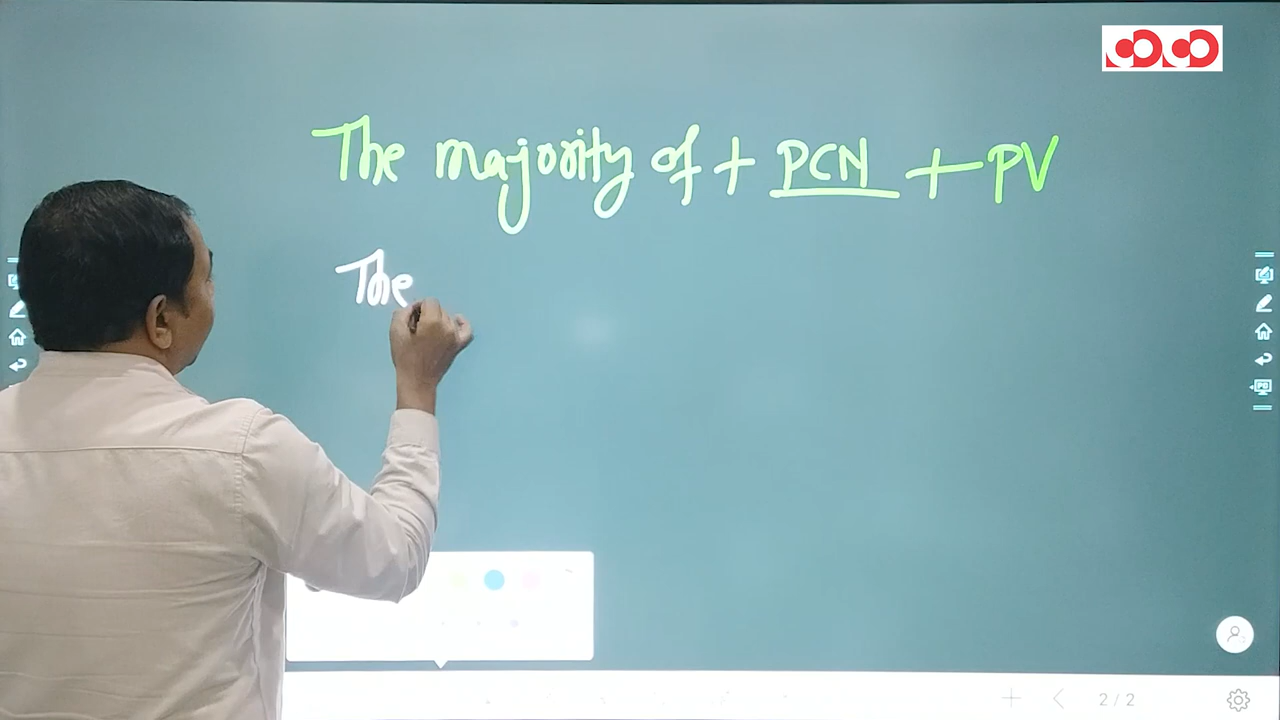 The majority of + PCN + PV
The
2/2